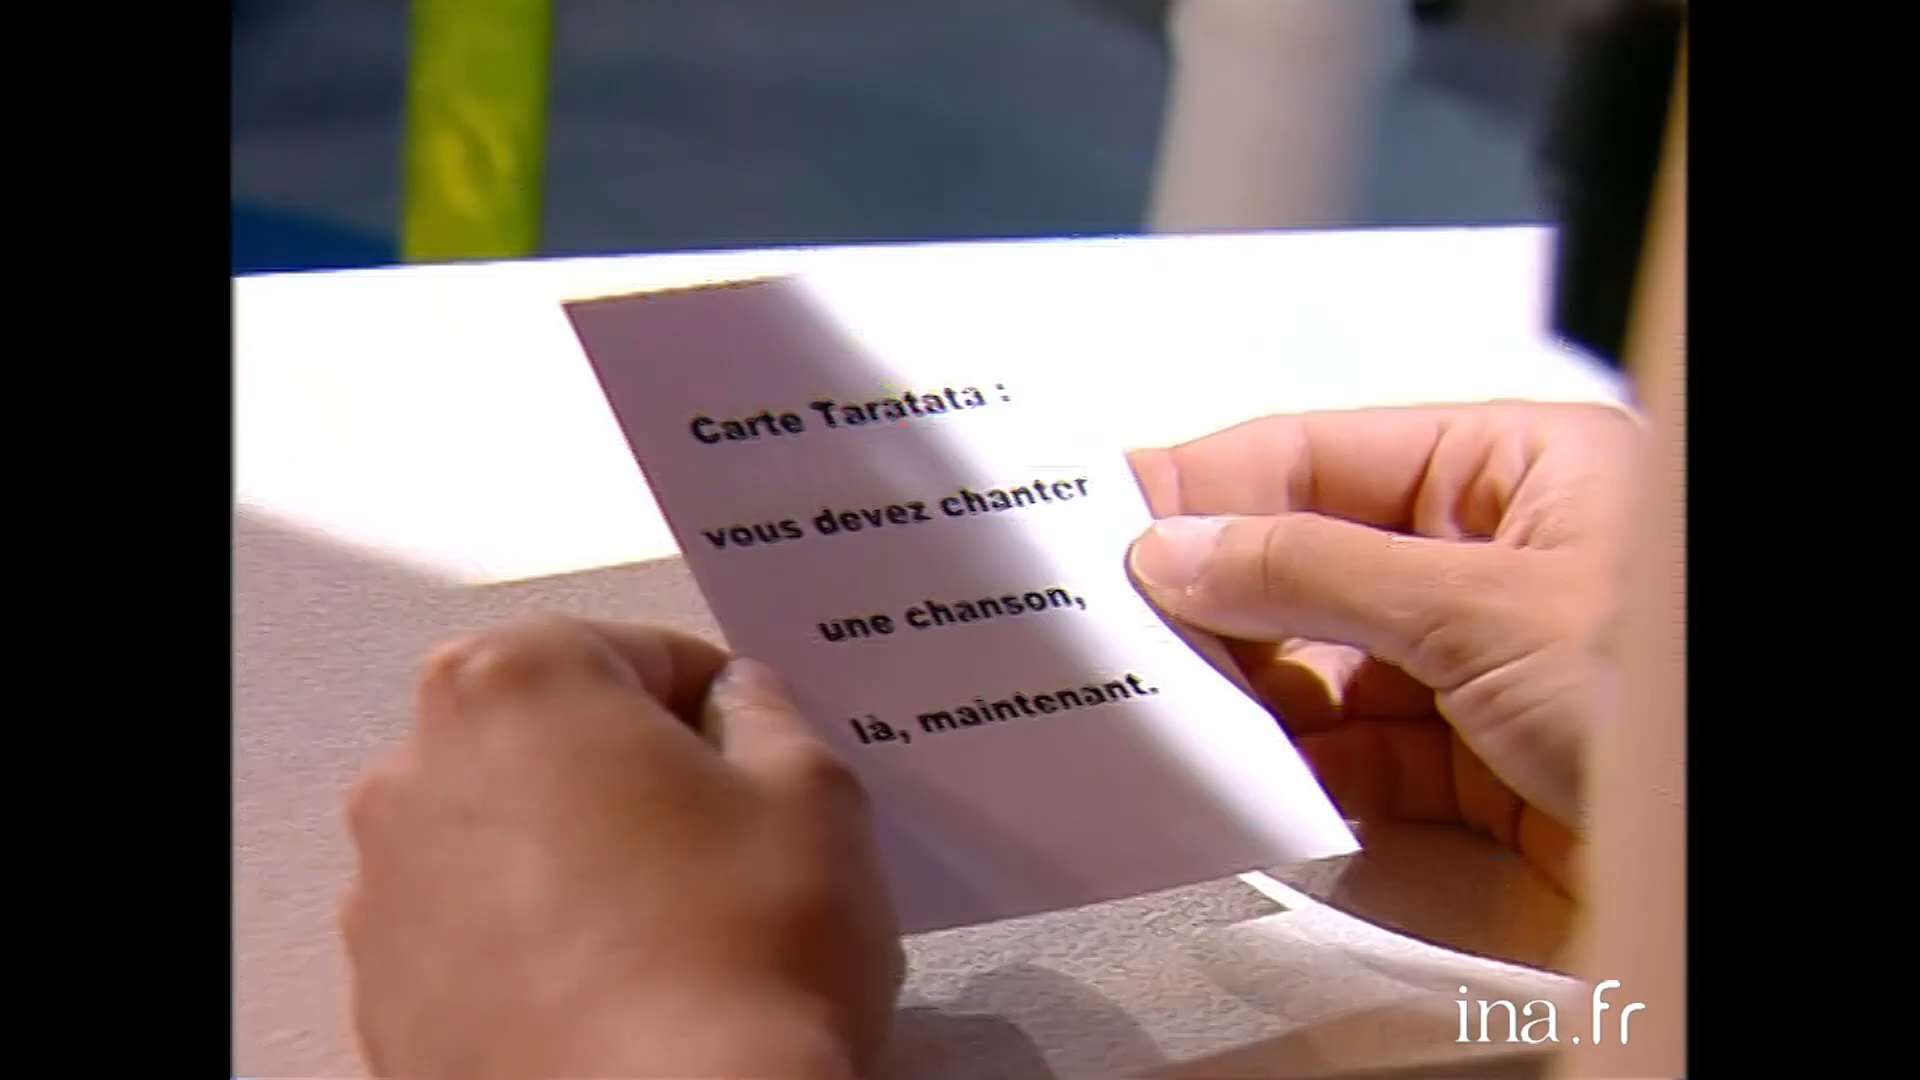 Carte Taratata :
vous devez chanter
une chanson,
là, maintenant.
ina.fr